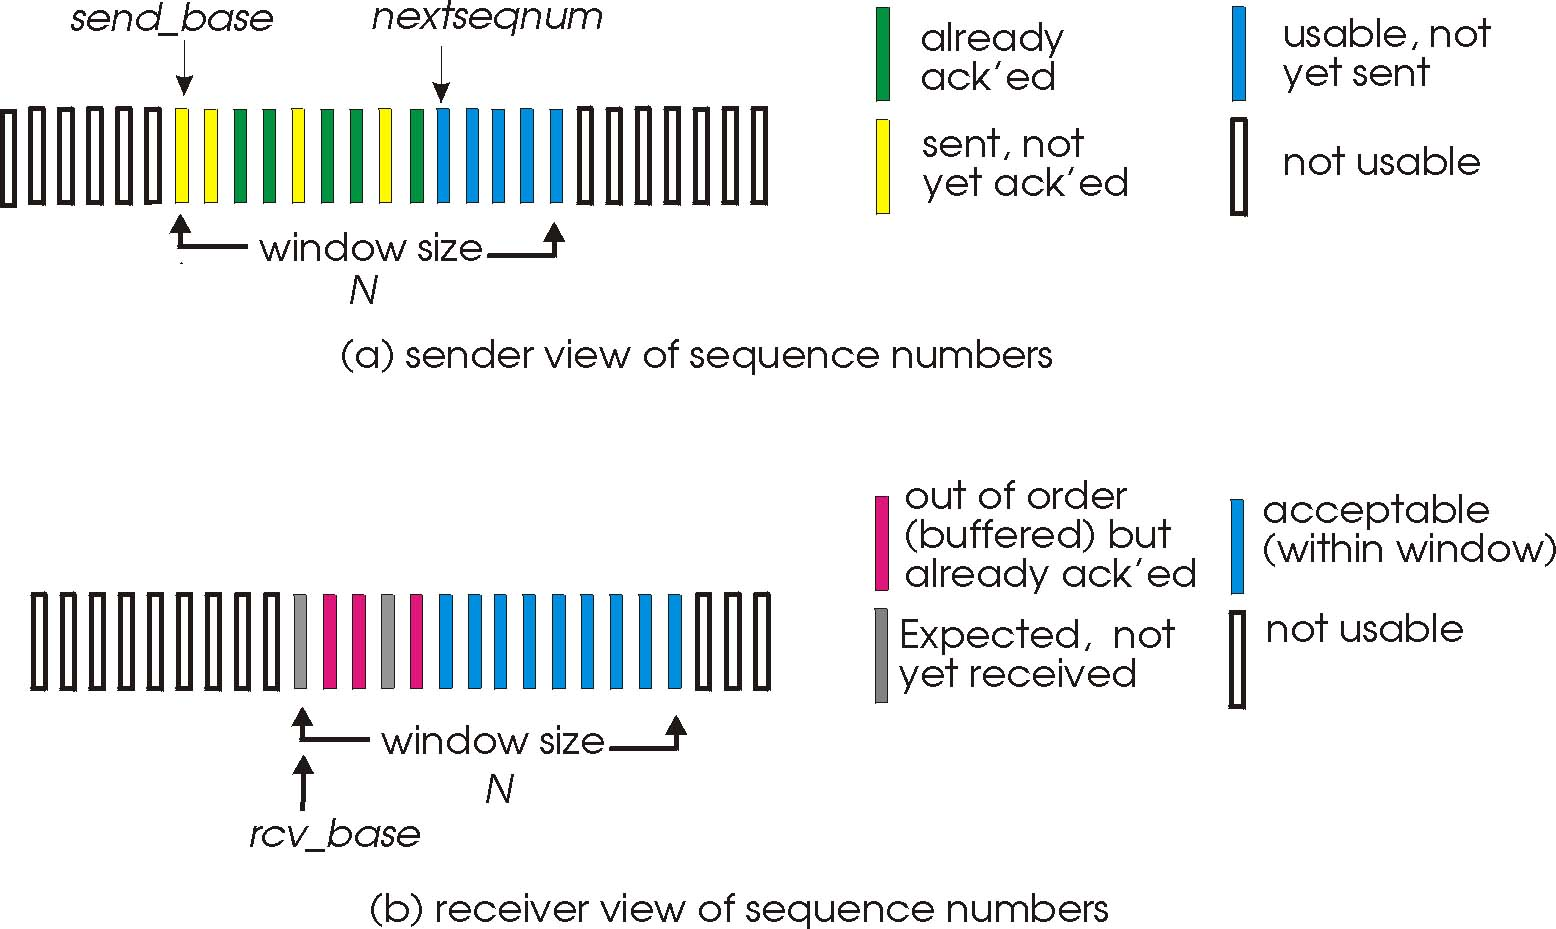 send_base
nextseqnum
already
ack'ed
usable, not
yet sent
sent, not
yet ack'ed
not usable
window size
N
(a) sender view of sequence numbers
out of order
(buffered) but
already ack'ed
acceptable
(within window)
Expected, not
yet received
not usable
window size
N
rcv_base
(b) receiver view of sequence numbers